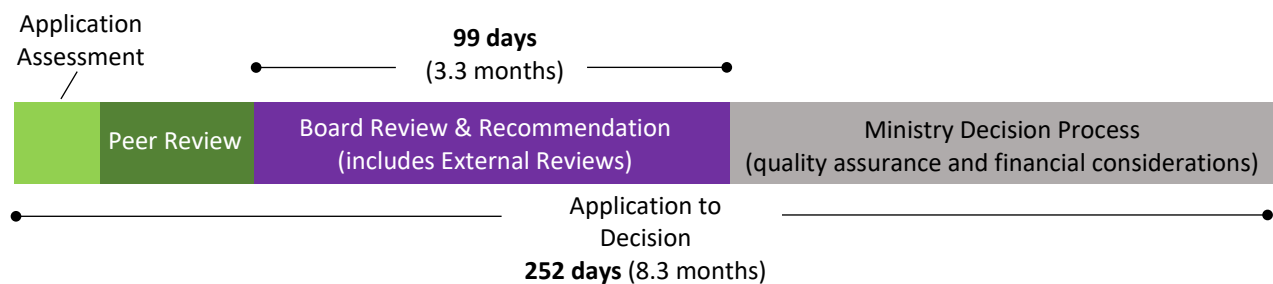 Application
Assessment
99 days
(3.3 months)
Peer Review
Board Review & Recommendation
(includes External Reviews)
Ministry Decision Process
(quality assurance and financial considerations)
Application to
Decision
252 days (8.3 months)